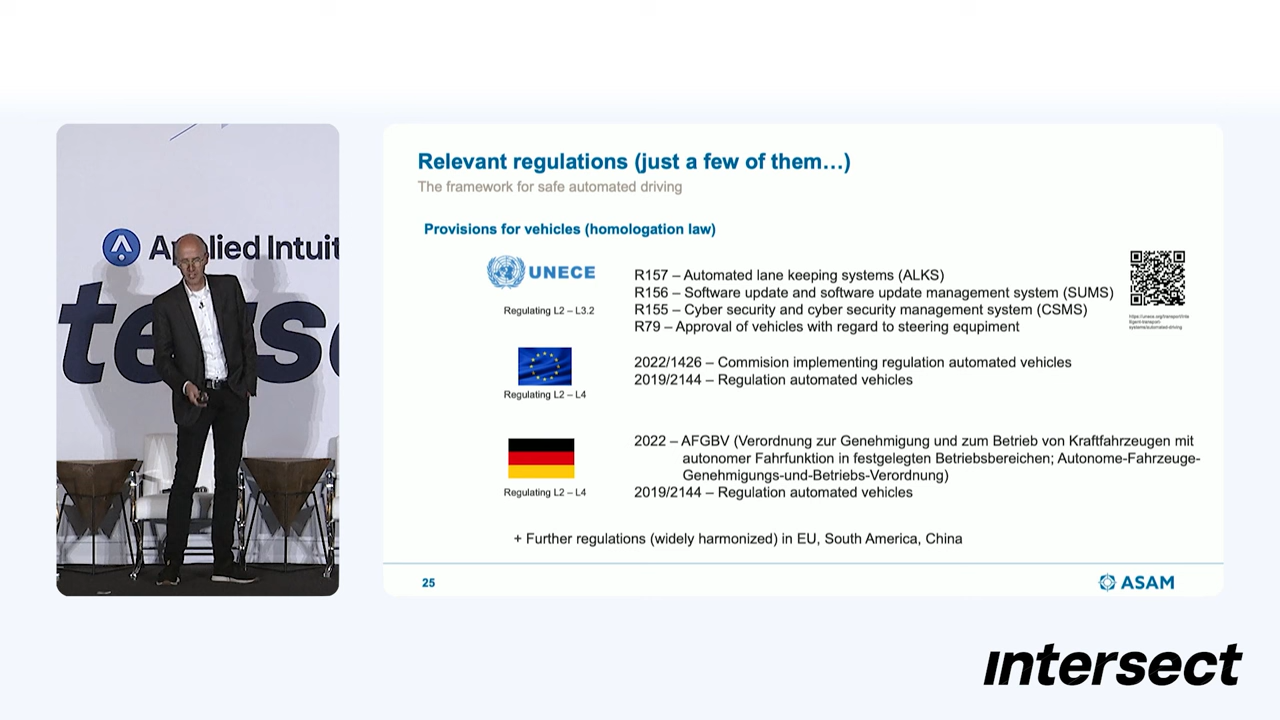 Applied Intuit
tersc
Relevant regulations (just a few of them…)
The framework for safe automated driving
Provisions for vehicles (homologation law)
UNECE
Regulating L2 – L3.2
R157 – Automated lane keeping systems (ALKS)
R156 – Software update and software update management system (SUMS)
R155 – Cyber security and cyber security management system (CSMS)
R79 – Approval of vehicles with regard to steering equipment
Regulating L2 – L4
2022/1426 – Commision implementing regulation automated vehicles
2019/2144 – Regulation automated vehicles
Regulating L2 – L4
2022 – AFGBV (Verordnung zur Genehmigung und zum Betrieb von Kraftfahrzeugen mit
autonomer Fahrfunktion in festgelegten Betriebsbereichen; Autonome-Fahrzeuge-
Genehmigungs-und-Betriebs-Verordnung)
2019/2144 – Regulation automated vehicles
+ Further regulations (widely harmonized) in EU, South America, China
25
ASAM
intersect